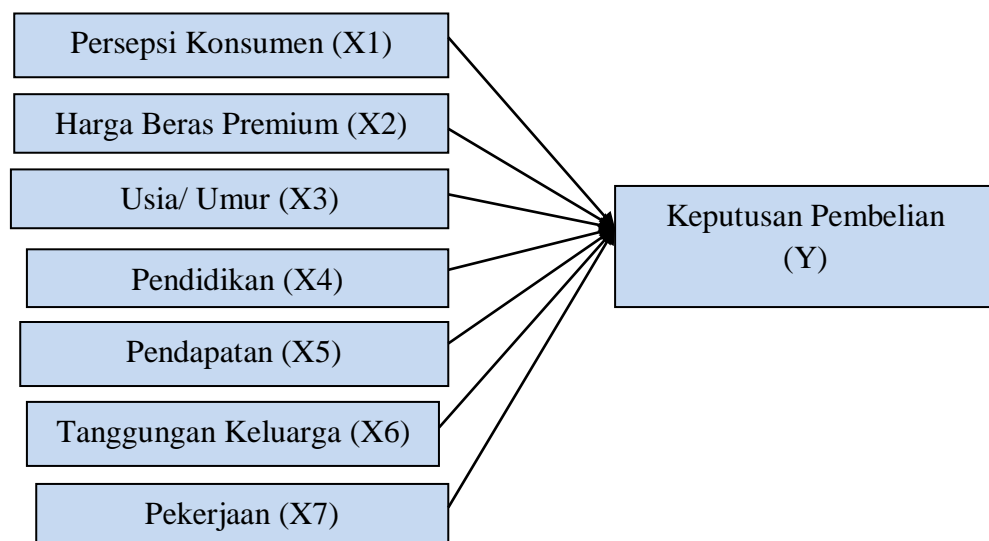 Persepsi Konsumen (X1)
Harga Beras Premium (X2)
Usia/ Umur (X3)
Pendidikan (X4)
Pendapatan (X5)
Tanggungan Keluarga (X6)
Pekerjaan (X7)
Keputusan Pembelian
(Y)